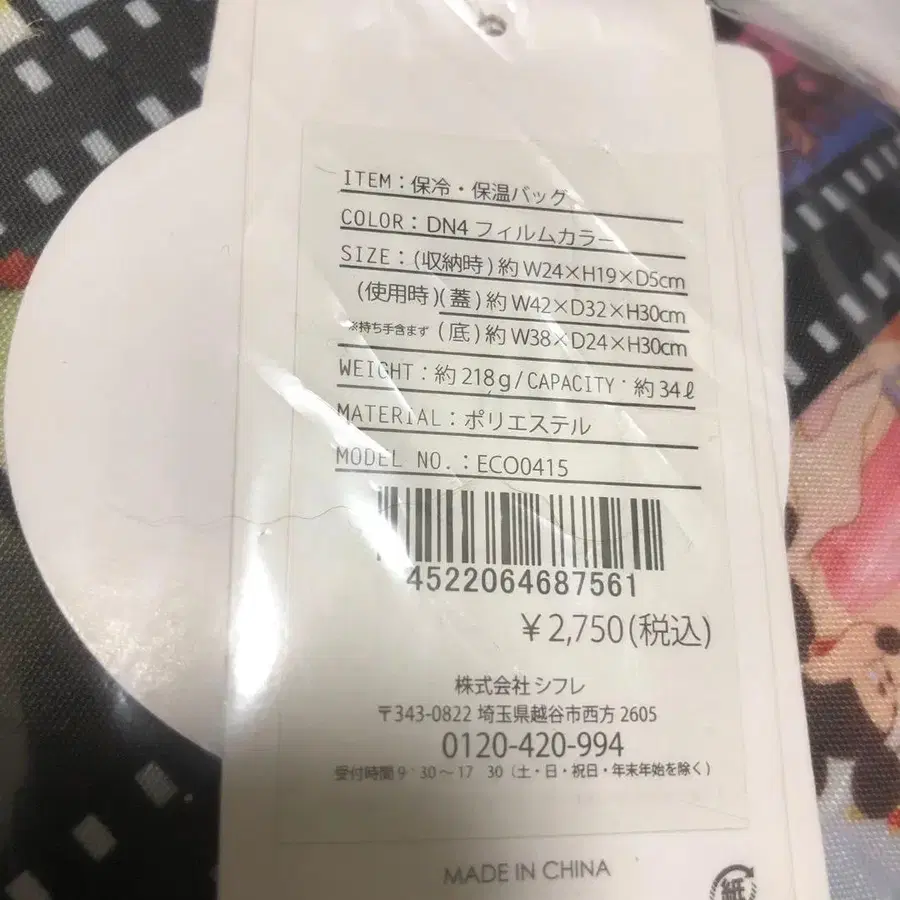 ITEM：保冷・保温バッグ
COLOR：DN4 フィルムカラー
SIZE：(収納時) 約 W24×H19×D5cm
(使用時)(蓋) 約 W42×D32×H30cm
※持ち手含まず (底) 約 W38×D24×H30cm
WEIGHT：約 218g/CAPACITY：約 34ℓ
MATERIAL：ポリエステル
MODEL NO.：ECO0415
4522064687561
¥2,750(税込)
株式会社 シフレ
〒343-0822 埼玉県越谷市西方 2605
0120-420-994
受付時間 9：30～17：30 (土・日・祝日・年末年始を除く)
MADE IN CHINA
紙